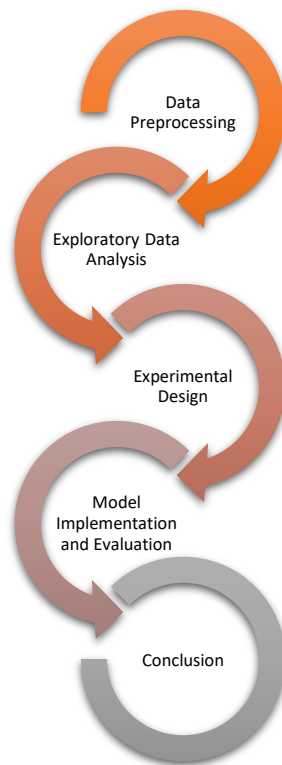 Data
Preprocessing
Exploratory Data
Analysis
Experimental
Design
Model
Implementation
and Evaluation
Conclusion